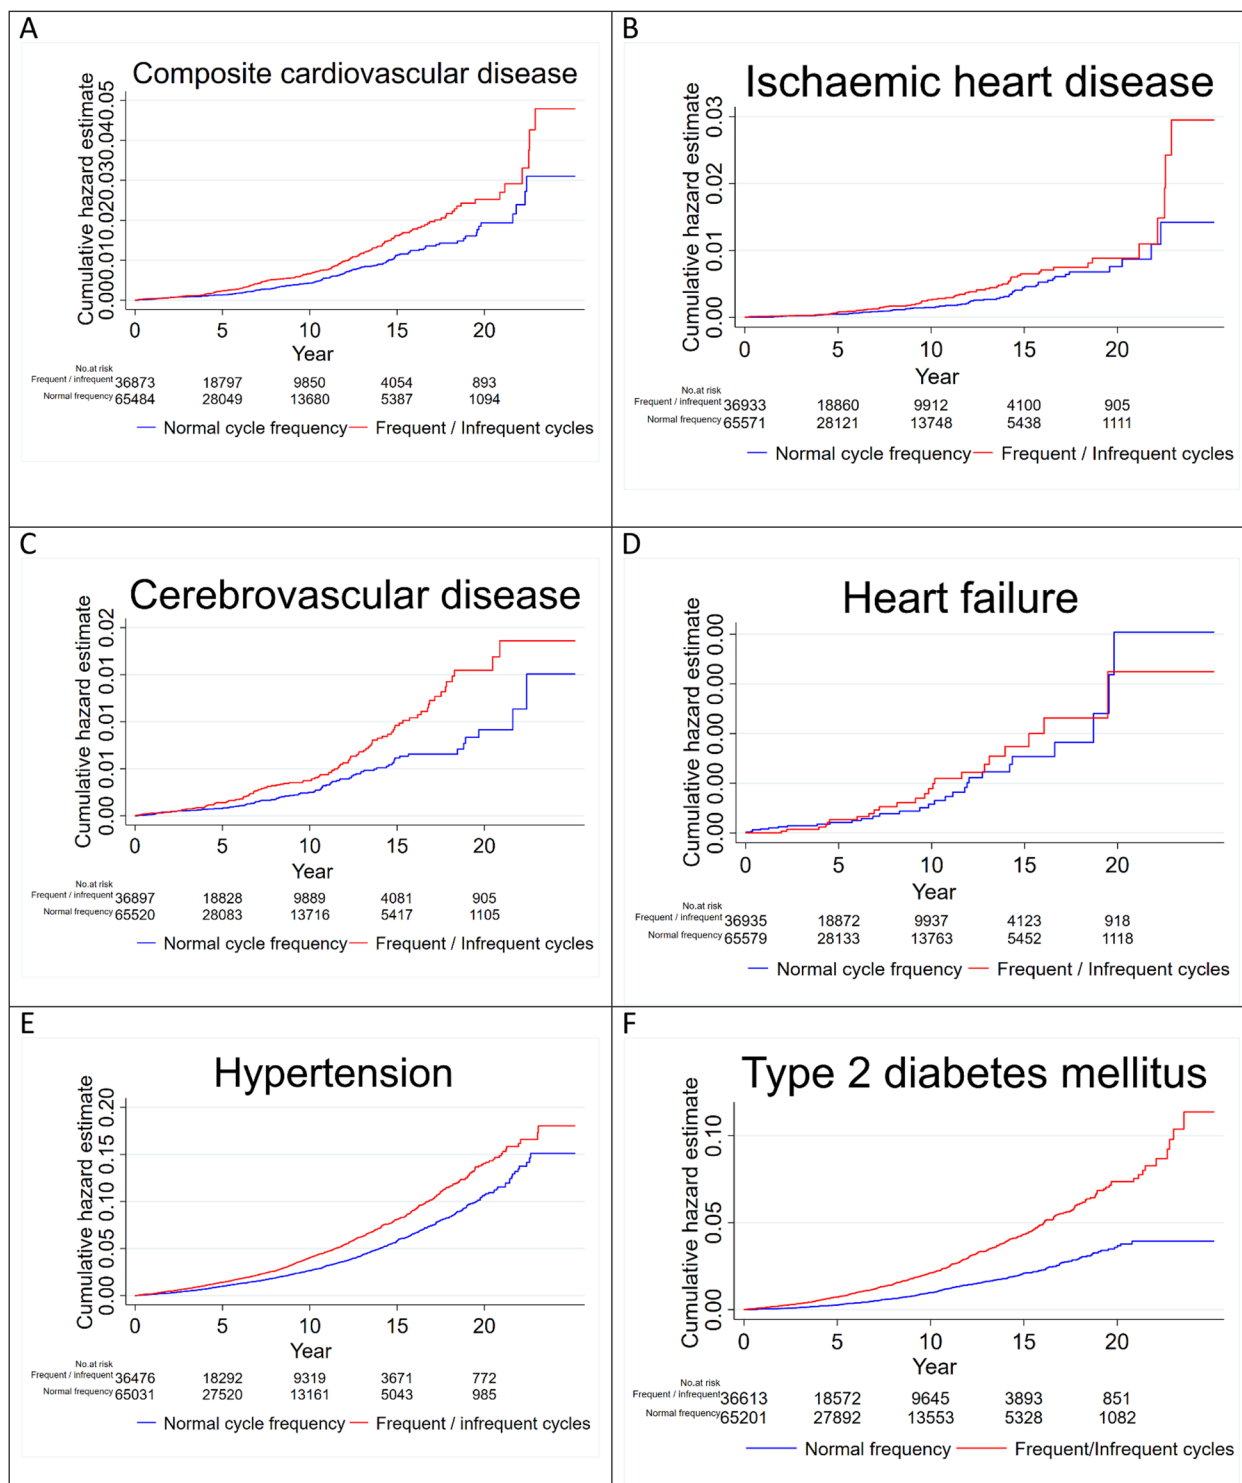 A
Composite cardiovascular disease
Cumulative hazard estimate
0.00 0.01 0.02 0.03 0.04 0.05
0 5 10 15 20
Year
No.at risk
Frequent / infrequent 36873 18797 9850 4054 893
Normal frequency 65484 28049 13680 5387 1094
Normal cycle frequency Frequent / Infrequent cycles
B
Ischaemic heart disease
Cumulative hazard estimate
0.00 0.01 0.02 0.03
0 5 10 15 20
Year
No.at risk
Frequent / infrequent 36933 18860 9912 4100 905
Normal frequency 65571 28121 13748 5438 1111
Normal cycle frequency Frequent / Infrequent cycles
C
Cerebrovascular disease
Cumulative hazard estimate
0.00 0.01 0.01 0.01 0.02
0 5 10 15 20
Year
No.at risk
Frequent / infrequent 36897 18828 9889 4081 905
Normal frequency 65520 28083 13716 5417 1105
Normal cycle frequency Frequent / Infrequent cycles
D
Heart failure
Cumulative hazard estimate
0.00 0.00 0.00 0.00 0.00
0 5 10 15 20
Year
No.at risk
Frequent / infrequent 36935 18872 9937 4123 918
Normal frequency 65579 28133 13763 5452 1118
Normal cycle frquency Frequent / Infrequent cycles
E
Hypertension
Cumulative hazard estimate
0.00 0.05 0.10 0.15 0.20
0 5 10 15 20
Year
No.at risk
Frequent / infrequent 36476 18292 9319 3671 772
Normal frequency 65031 27520 13161 5043 985
Normal cycle frequency Frequent / infrequent cycles
F
Type 2 diabetes mellitus
Cumulative hazard estimate
0.00 0.05 0.10
0 5 10 15 20
Year
No.at risk
Frequent / infrequent 36613 18572 9645 3893 851
Normal frequency 65201 27892 13553 5328 1082
Normal frequency Frequent/Infrequent cycles